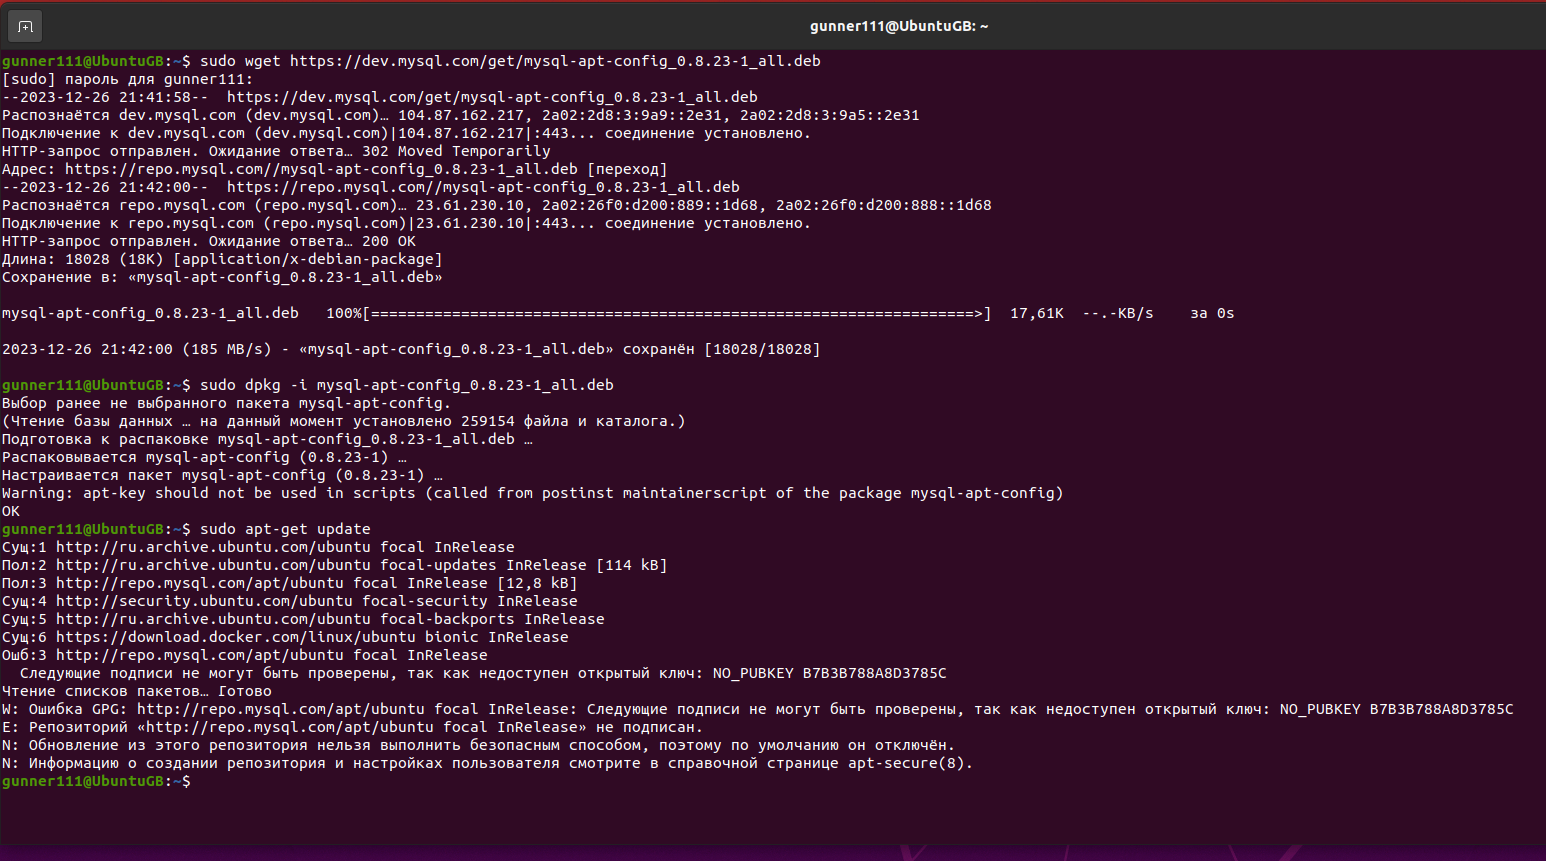 gunner111@UbuntuGB: ~
gunner111@UbuntuGB:~$ sudo wget https://dev.mysql.com/get/mysql-apt-config_0.8.23-1_all.deb
[sudo] пароль для gunner111:
--2023-12-26 21:41:58--  https://dev.mysql.com/get/mysql-apt-config_0.8.23-1_all.deb
Распознаётся dev.mysql.com (dev.mysql.com)… 104.87.162.217, 2a02:2d8:3:9a9::2e31, 2a02:2d8:3:9a5::2e31
Подключение к dev.mysql.com (dev.mysql.com)|104.87.162.217|:443... соединение установлено.
HTTP-запрос отправлен. Ожидание ответа… 302 Moved Temporarily
Адрес: https://repo.mysql.com//mysql-apt-config_0.8.23-1_all.deb [переход]
--2023-12-26 21:42:00--  https://repo.mysql.com//mysql-apt-config_0.8.23-1_all.deb
Распознаётся repo.mysql.com (repo.mysql.com)… 23.61.230.10, 2a02:26f0:d200:889::1d68, 2a02:26f0:d200:888::1d68
Подключение к repo.mysql.com (repo.mysql.com)|23.61.230.10|:443... соединение установлено.
HTTP-запрос отправлен. Ожидание ответа… 200 OK
Длина: 18028 (18K) [application/x-debian-package]
Сохранение в: «mysql-apt-config_0.8.23-1_all.deb»
mysql-apt-config_0.8.23-1_all.deb   100%[===================================================================>]  17,61K  --.-KB/s    за 0s
2023-12-26 21:42:00 (185 MB/s) - «mysql-apt-config_0.8.23-1_all.deb» сохранён [18028/18028]
gunner111@UbuntuGB:~$ sudo dpkg -i mysql-apt-config_0.8.23-1_all.deb
Выбор ранее не выбранного пакета mysql-apt-config.
(Чтение базы данных … на данный момент установлено 259154 файла и каталога.)
Подготовка к распаковке mysql-apt-config_0.8.23-1_all.deb …
Распаковывается mysql-apt-config (0.8.23-1) …
Настраивается пакет mysql-apt-config (0.8.23-1) …
Warning: apt-key should not be used in scripts (called from postinst maintainerscript of the package mysql-apt-config)
OK
gunner111@UbuntuGB:~$ sudo apt-get update
Сущ:1 http://ru.archive.ubuntu.com/ubuntu focal InRelease
Пол:2 http://ru.archive.ubuntu.com/ubuntu focal-updates InRelease [114 kB]
Пол:3 http://repo.mysql.com/apt/ubuntu focal InRelease [12,8 kB]
Сущ:4 http://security.ubuntu.com/ubuntu focal-security InRelease
Сущ:5 http://ru.archive.ubuntu.com/ubuntu focal-backports InRelease
Сущ:6 https://download.docker.com/linux/ubuntu bionic InRelease
Ошб:3 http://repo.mysql.com/apt/ubuntu focal InRelease
  Следующие подписи не могут быть проверены, так как недоступен открытый ключ: NO_PUBKEY B7B3B788A8D3785C
Чтение списков пакетов… Готово
W: Ошибка GPG: http://repo.mysql.com/apt/ubuntu focal InRelease: Следующие подписи не могут быть проверены, так как недоступен открытый ключ: NO_PUBKEY B7B3B788A8D3785C
E: Репозиторий «http://repo.mysql.com/apt/ubuntu focal InRelease» не подписан.
N: Обновление из этого репозитория нельзя выполнить безопасным способом, поэтому по умолчанию он отключён.
N: Информацию о создании репозитория и настройках пользователя смотрите в справочной странице apt-secure(8).
gunner111@UbuntuGB:~$